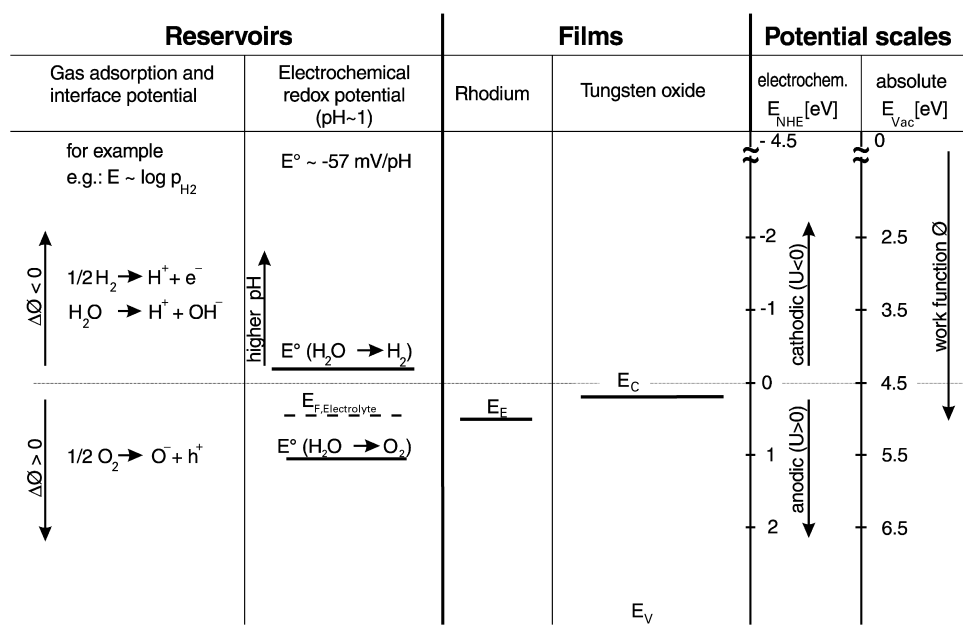 Reservoirs
Films
Potential scales
Gas adsorption and
interface potential
Electrochemical
redox potential
(pH~1)
Rhodium
Tungsten oxide
electrochem.
E_NHE [eV]
absolute
E_Vac [eV]
for example
e.g.: E ~ log p_H2
E° ~ -57 mV/pH
- 4.5
0
ΔØ < 0
1/2 H₂ → H⁺ + e⁻
H₂O → H⁺ + OH⁻
higher pH
E° (H₂O → H₂)
-2
-1
0
cathodic (U<0)
2.5
3.5
4.5
work function Ø
E_C
E_F,Electrolyte
E_E
E° (H₂O → O₂)
ΔØ > 0
1/2 O₂ → O⁻ + h⁺
1
2
anodic (U>0)
5.5
6.5
E_V